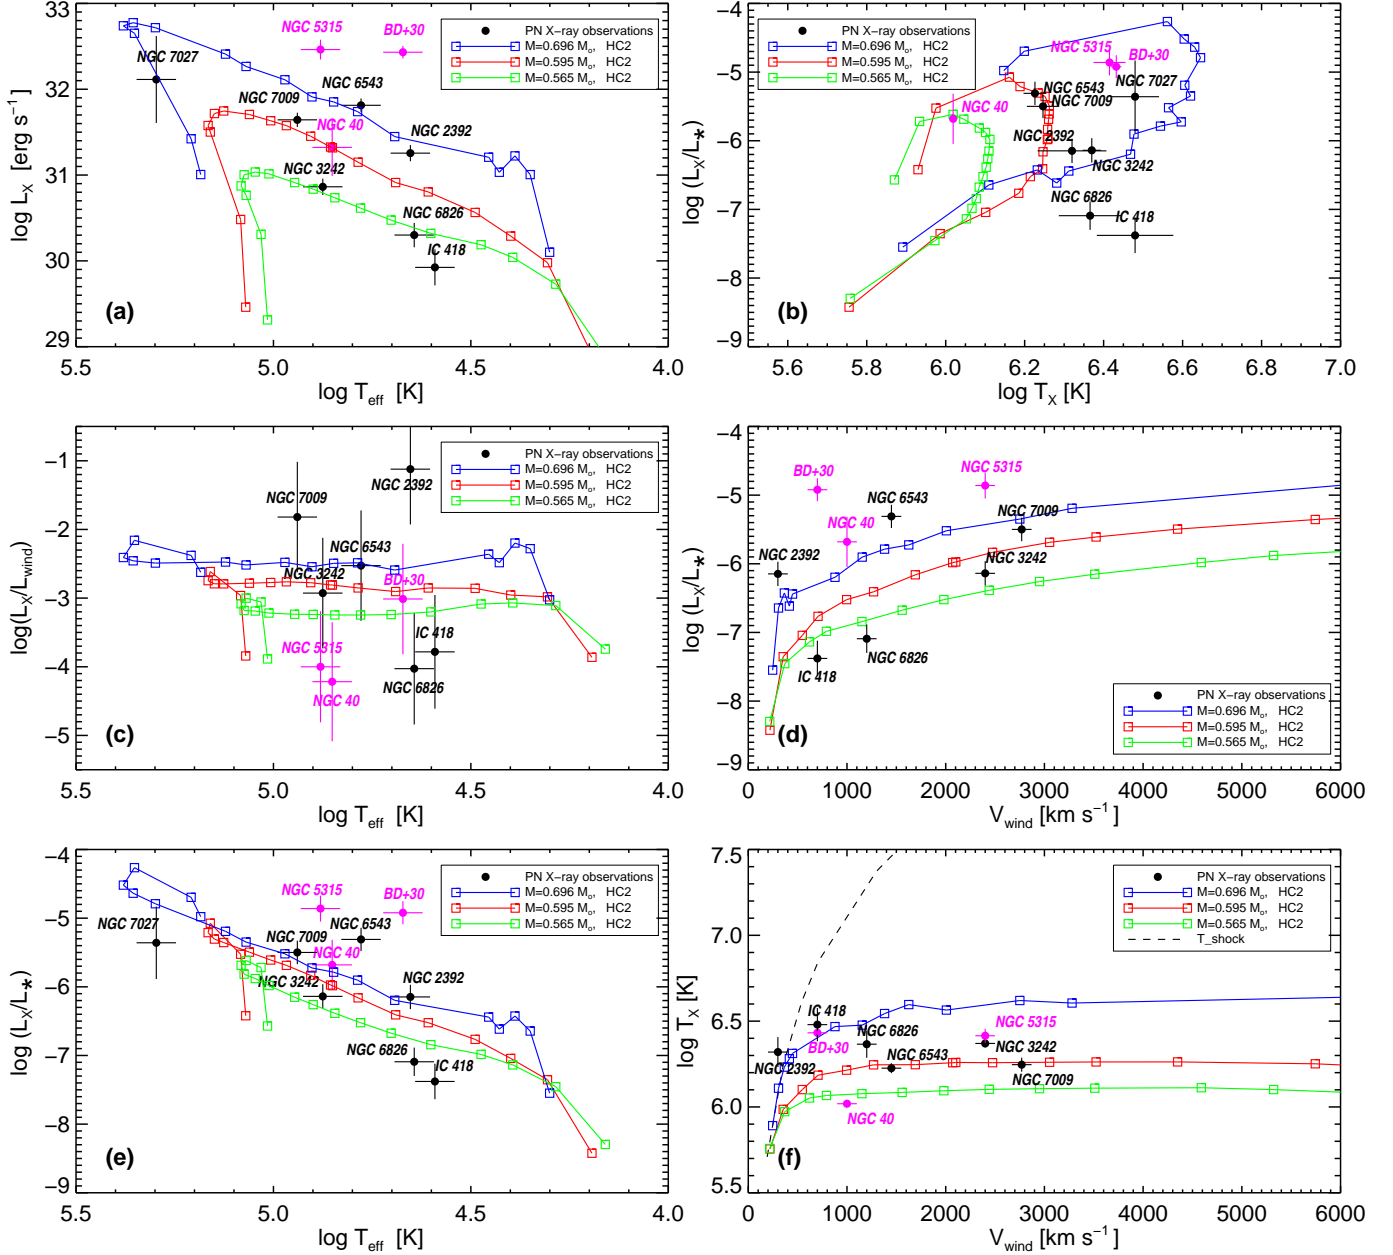 33
32
31
30
29
5.5
5.0
4.5
4.0
log L_X [erg s⁻¹]
log T_eff [K]
(a)
NGC 5315
BD+30
NGC 7027
NGC 7009
NGC 6543
NGC 40
NGC 2392
NGC 3242
NGC 6826
IC 418
PN X-ray observations
M=0.696 M_o, HC2
M=0.595 M_o, HC2
M=0.565 M_o, HC2
−4
−5
−6
−7
−8
−9
5.6
5.8
6.0
6.2
6.4
6.6
6.8
7.0
log (L_X/L_★)
log T_X [K]
(b)
NGC 5315
BD+30
NGC 6543
NGC 7027
NGC 7009
NGC 40
NGC 2392
NGC 3242
NGC 6826
IC 418
PN X-ray observations
M=0.696 M_o, HC2
M=0.595 M_o, HC2
M=0.565 M_o, HC2
−1
−2
−3
−4
−5
5.5
5.0
4.5
4.0
log(L_X/L_wind)
log T_eff [K]
(c)
NGC 2392
NGC 7009
NGC 6543
NGC 3242
BD+30
IC 418
NGC 5315
NGC 6826
NGC 40
PN X-ray observations
M=0.696 M_o, HC2
M=0.595 M_o, HC2
M=0.565 M_o, HC2
−4
−5
−6
−7
−8
−9
0
1000
2000
3000
4000
5000
6000
log (L_X/L_★)
V_wind [km s⁻¹]
(d)
BD+30
NGC 5315
NGC 6543
NGC 7009
NGC 40
NGC 2392
NGC 3242
NGC 6826
IC 418
PN X-ray observations
M=0.696 M_o, HC2
M=0.595 M_o, HC2
M=0.565 M_o, HC2
−4
−5
−6
−7
−8
−9
5.5
5.0
4.5
4.0
log (L_X/L_★)
log T_eff [K]
(e)
NGC 5315
BD+30
NGC 7027
NGC 7009
NGC 6543
NGC 40
NGC 3242
NGC 2392
NGC 6826
IC 418
PN X-ray observations
M=0.696 M_o, HC2
M=0.595 M_o, HC2
M=0.565 M_o, HC2
7.5
7.0
6.5
6.0
5.5
0
1000
2000
3000
4000
5000
6000
log T_X [K]
V_wind [km s⁻¹]
(f)
IC 418
NGC 6826
NGC 5315
BD+30
NGC 2392
NGC 6543
NGC 3242
NGC 7009
NGC 40
PN X-ray observations
M=0.696 M_o, HC2
M=0.595 M_o, HC2
M=0.565 M_o, HC2
T_shock